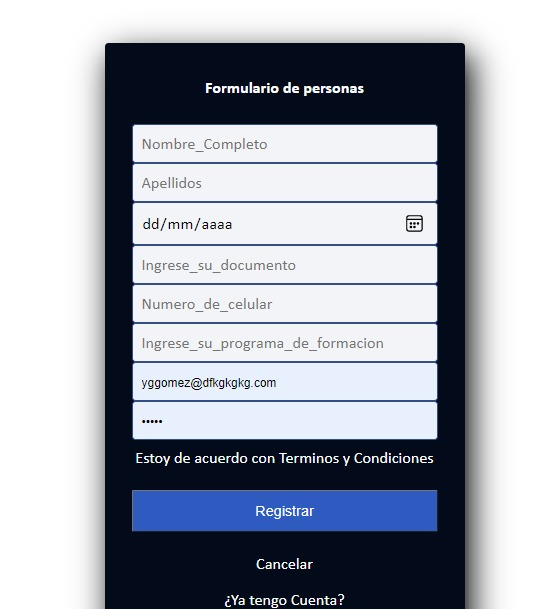 Formulario de personas
Nombre_Completo
Apellidos
dd/mm/aaaa
Ingrese_su_documento
Numero_de_celular
Ingrese_su_programa_de_formacion
yggomez@dfkgkgkg.com
•••••
Estoy de acuerdo con Terminos y Condiciones
Registrar
Cancelar
¿Ya tengo Cuenta?